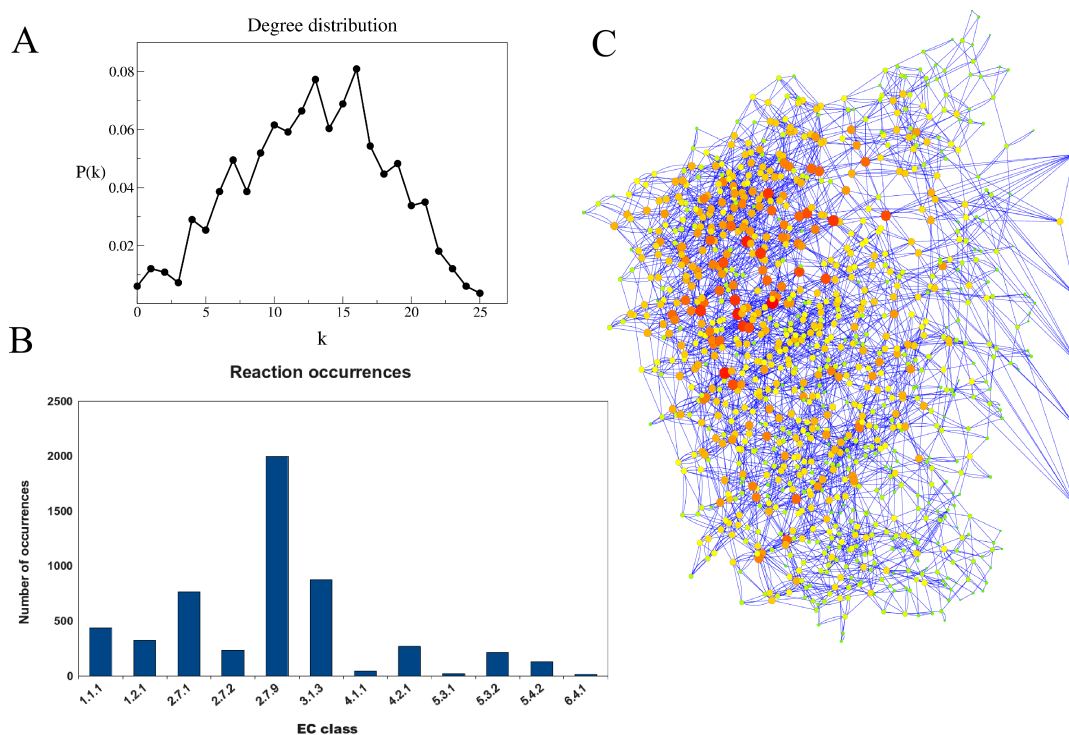 A
Degree distribution
0.08
0.06
P(k)
0.04
0.02
0 5 10 15 20 25
k
B
Reaction occurrences
2500
2000
1500
1000
500
0
Number of occurrences
1.1.1 1.2.1 2.7.1 2.7.2 2.7.9 3.1.3 4.1.1 4.2.1 5.3.1 5.3.2 5.4.2 6.4.1
EC class
C